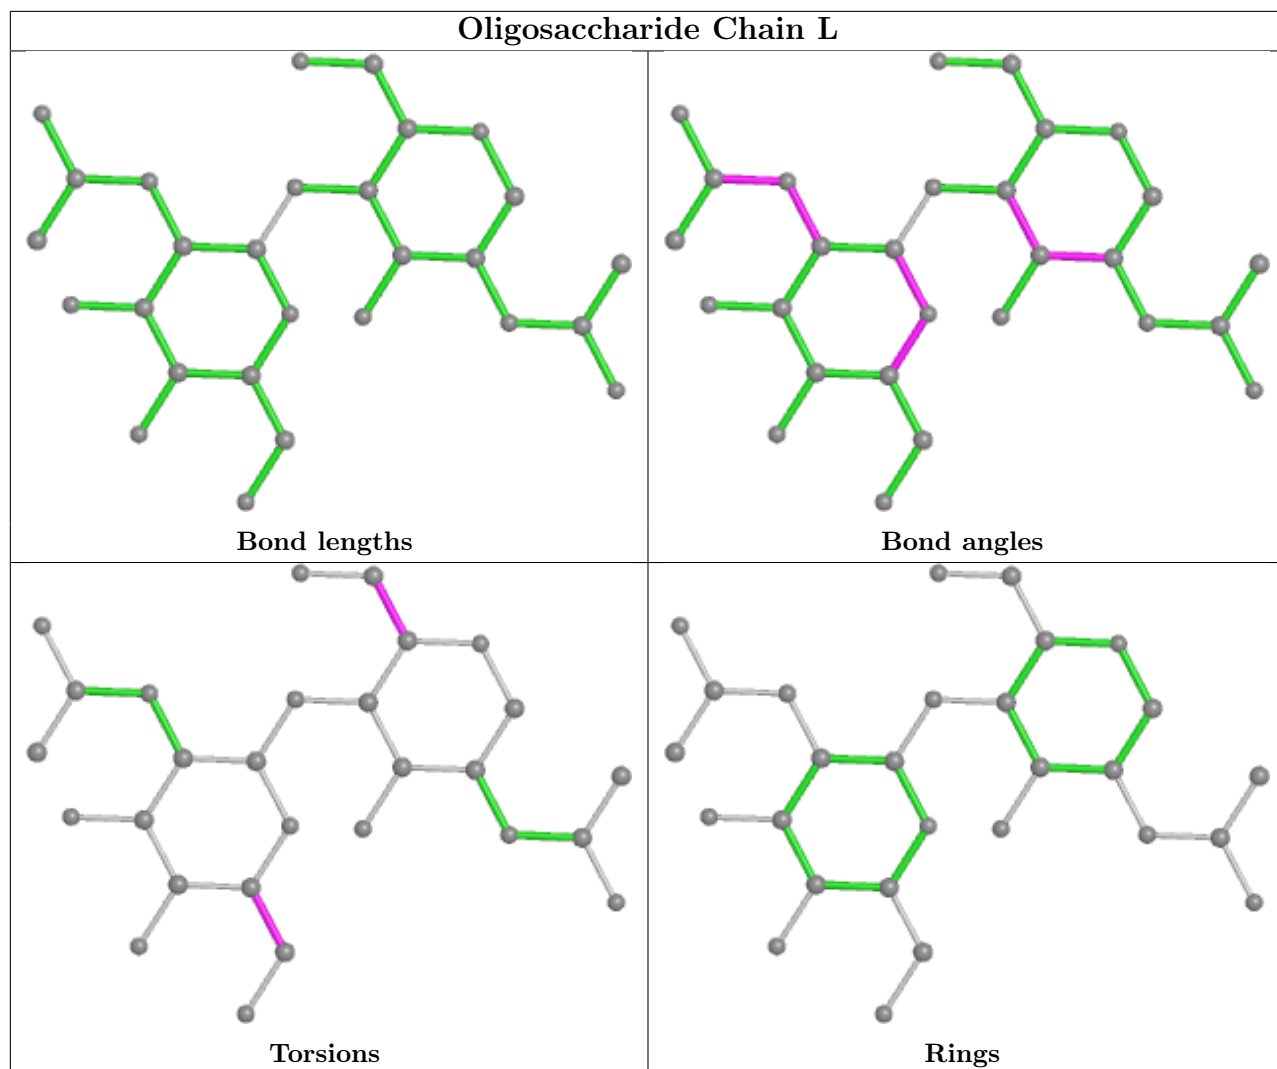 Oligosaccharide Chain L
Bond lengths
Bond angles
Torsions
Rings